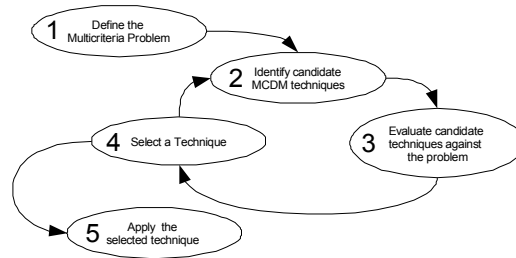 1 Define the
Multicriteria Problem
2 Identify candidate
MCDM techniques
3 Evaluate candidate
techniques against
the problem
4 Select a Technique
5 Apply the
selected technique